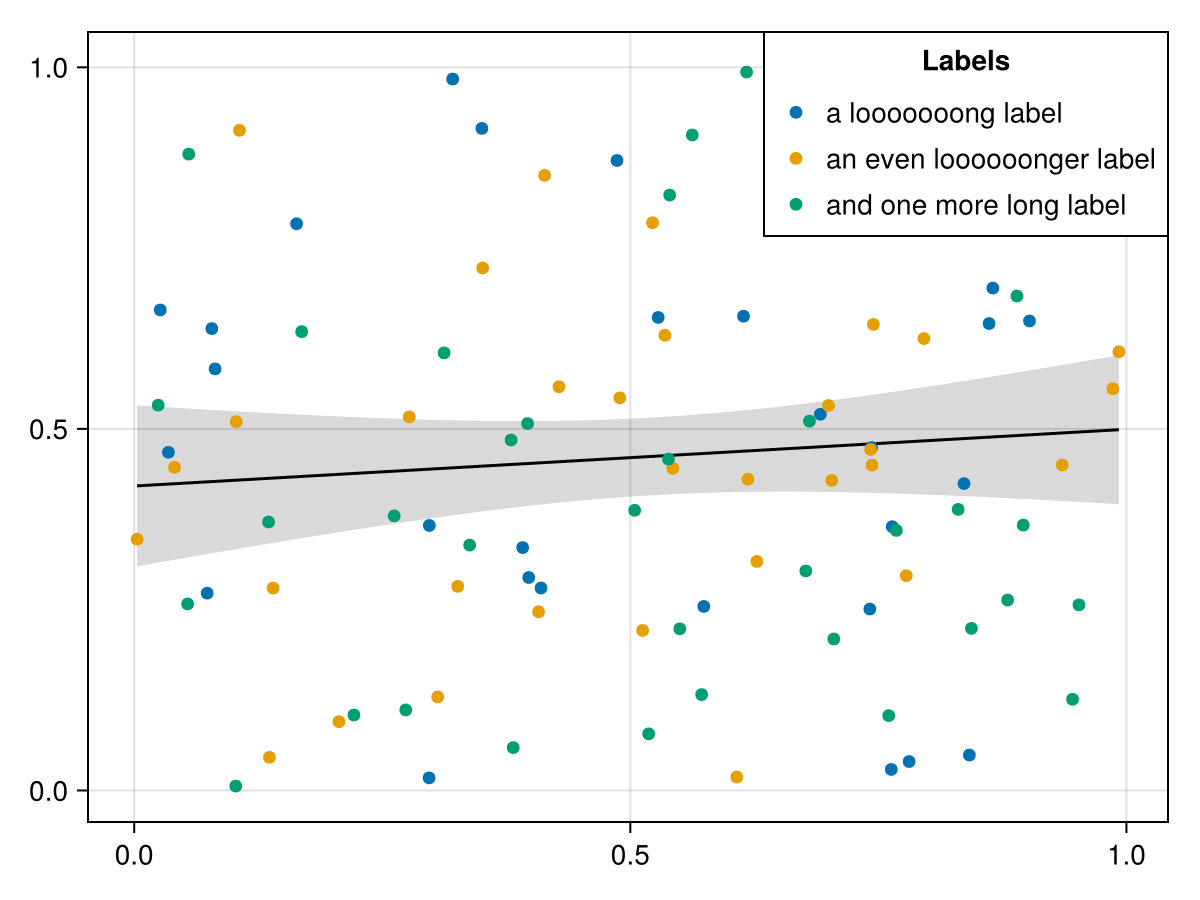 Labels
a looooooong label
an even loooooonger label
and one more long label
1.0
0.5
0.0
0.0 0.5 1.0